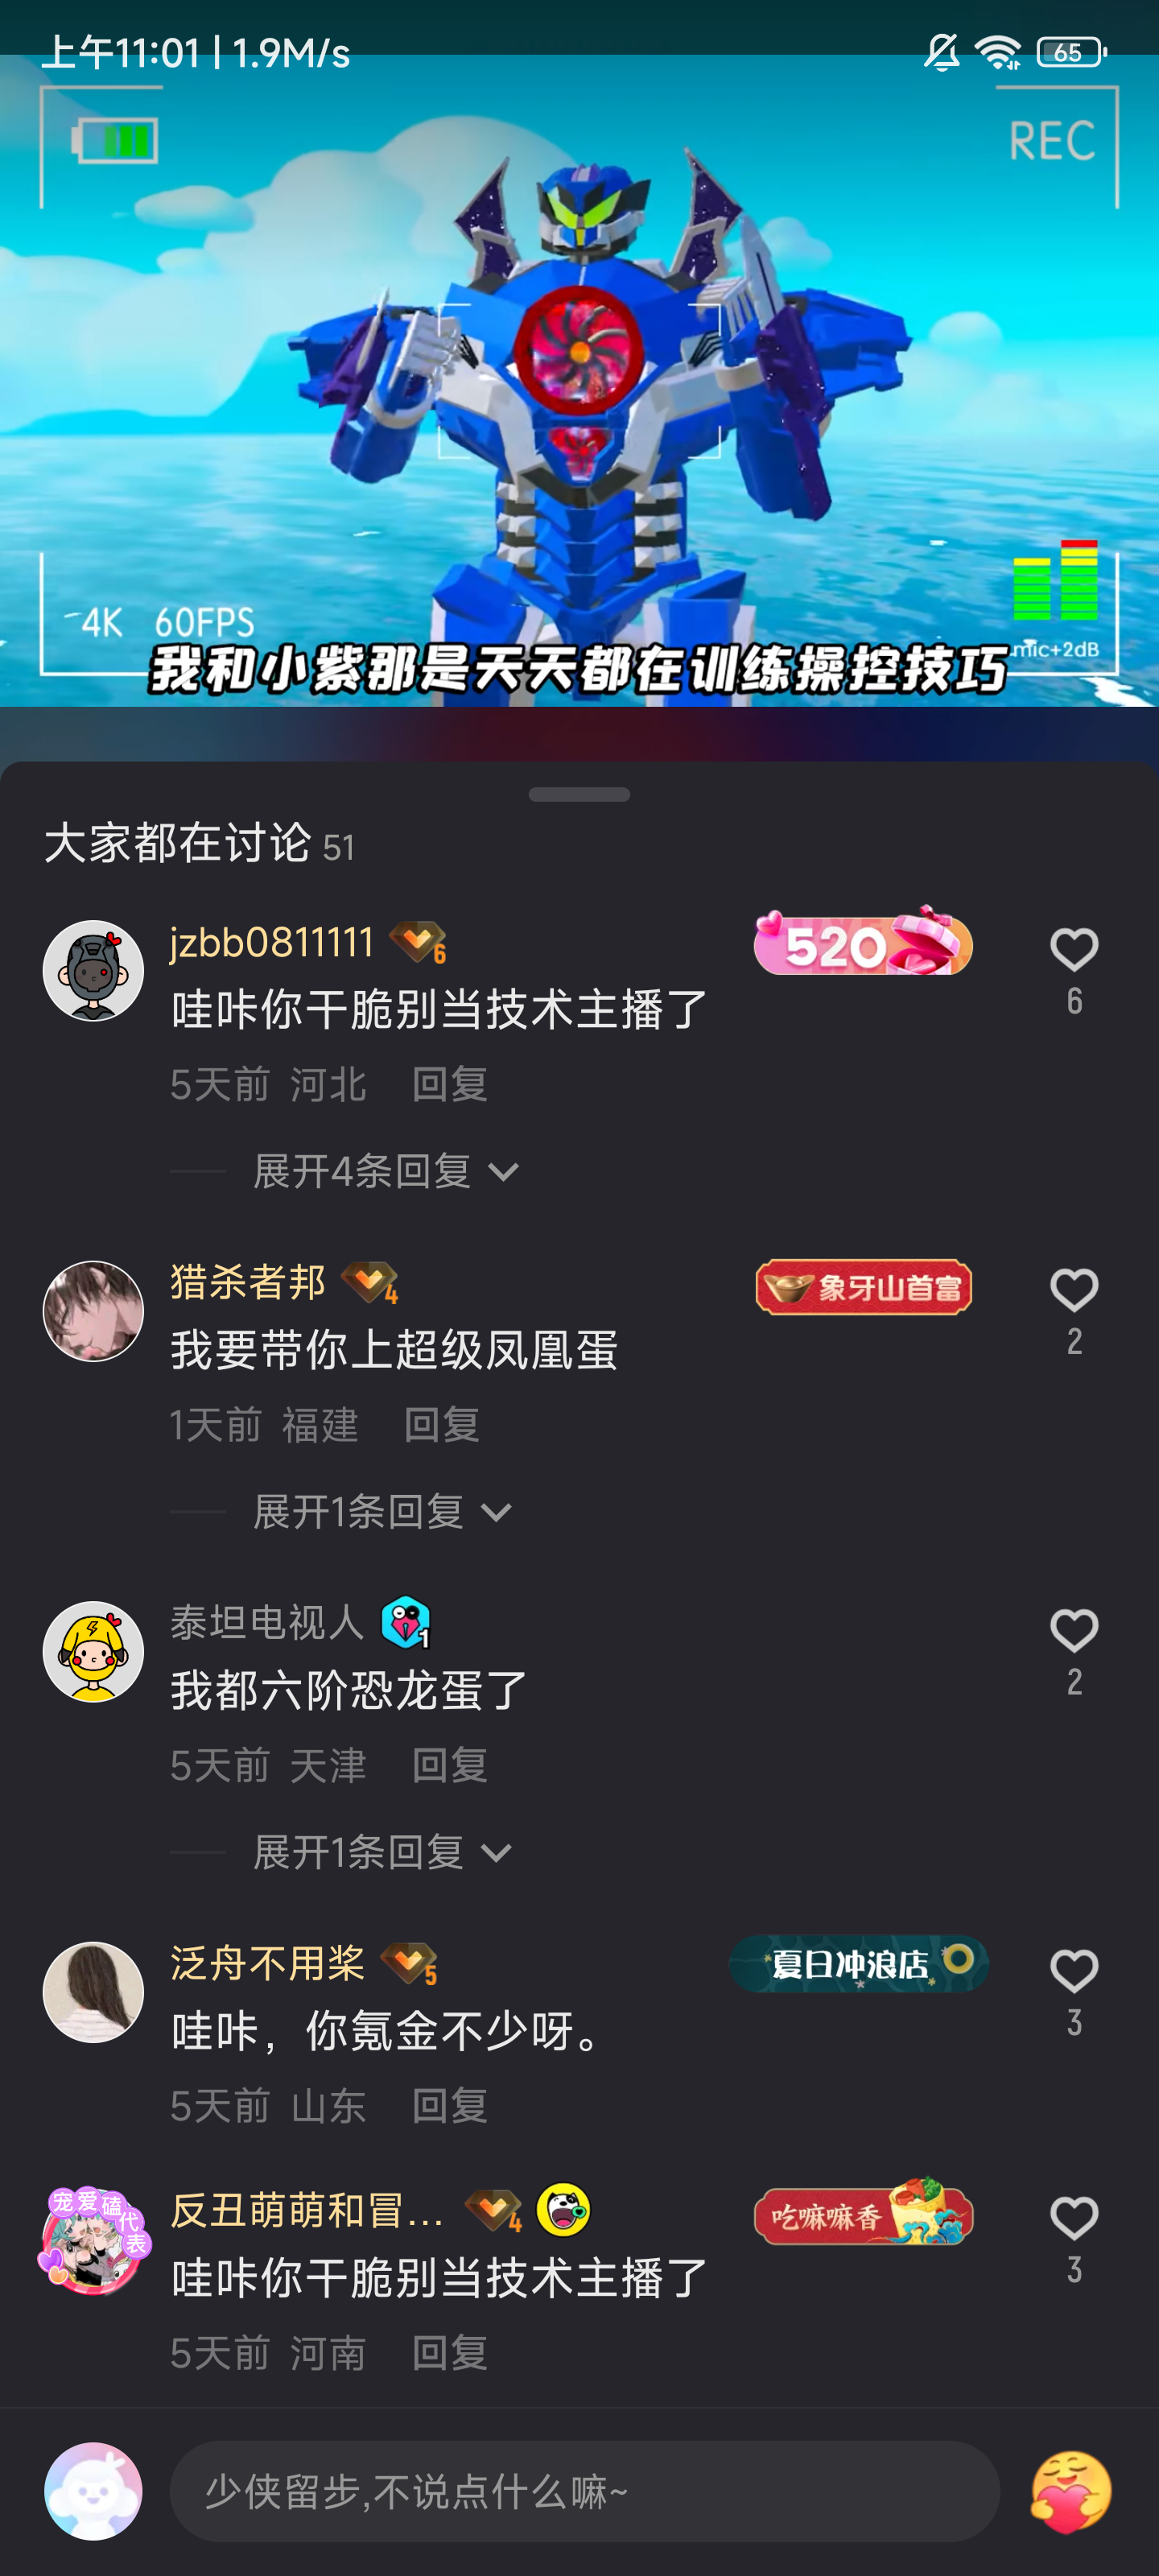 上午11:01 | 1.9M/s
65
REC
4K 60FPS
mic+2dB
我和小紫那是天天都在训练操控技巧
大家都在讨论 51
jzbb0811111 6
520
哇咔你干脆别当技术主播了
6
5天前 河北 回复
展开4条回复
猎杀者邦 4
象牙山首富
我要带你上超级凤凰蛋
2
1天前 福建 回复
展开1条回复
泰坦电视人 1
我都六阶恐龙蛋了
2
5天前 天津 回复
展开1条回复
泛舟不用桨 5
夏日冲浪店
哇咔，你氪金不少呀。
3
5天前 山东 回复
宠爱磕代表
反丑萌萌和冒... 4
吃嘛嘛香
哇咔你干脆别当技术主播了
3
5天前 河南 回复
少侠留步,不说点什么嘛~